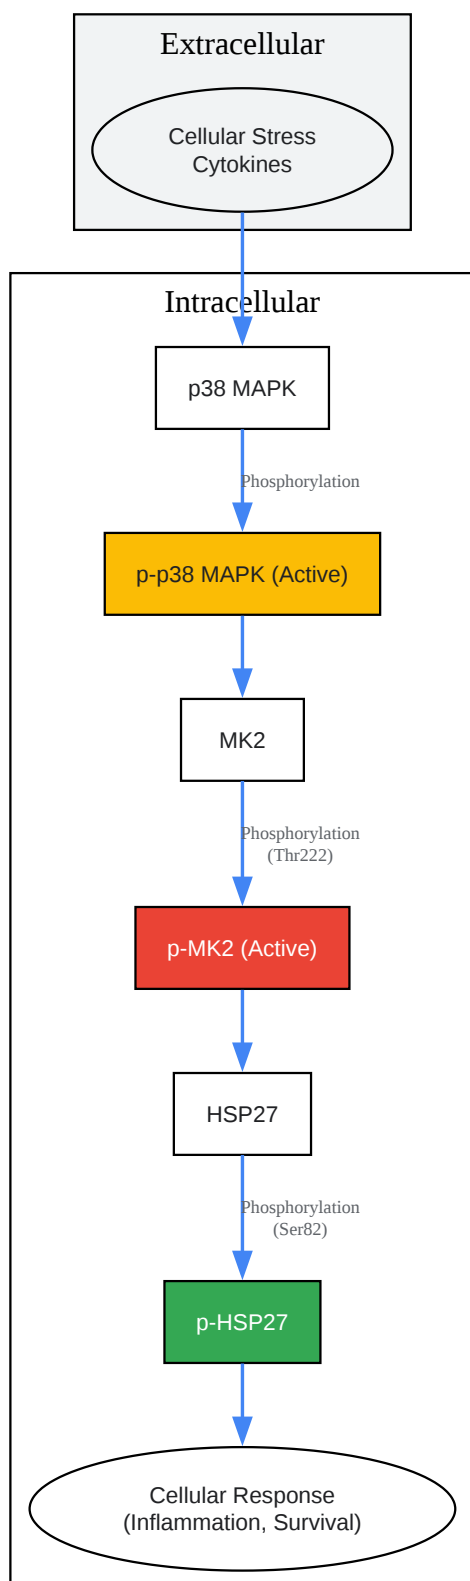 Extracellular
Cellular Stress
Cytokines
Intracellular
p38 MAPK
Phosphorylation
p-p38 MAPK (Active)
MK2
Phosphorylation
(Thr222)
p-MK2 (Active)
HSP27
Phosphorylation
(Ser82)
p-HSP27
Cellular Response
(Inflammation, Survival)